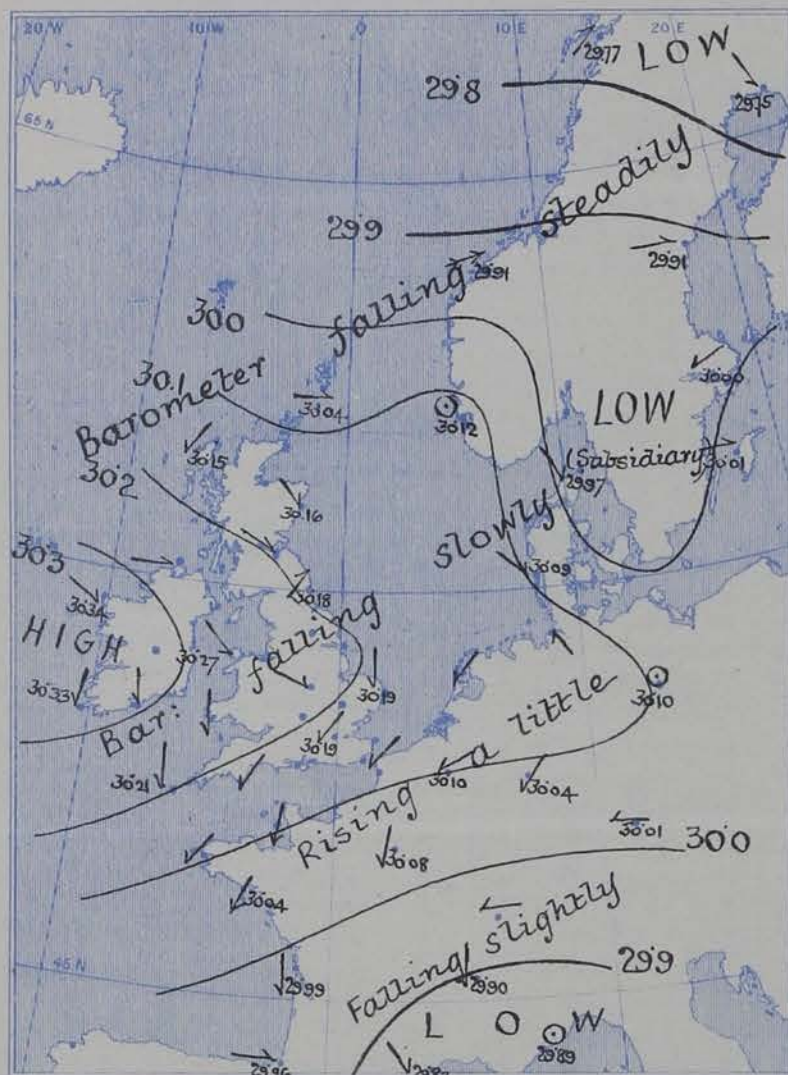 20 W
10 W
0
10 E
20 E
29.77
LOW
29.8
29.75
65 N
steadily
29.9
29.91
29.91
falling
30.0
30.1
30.00
Barometer
30.04
30.12
LOW
30.15
(Subsidiary)
30.01
30.2
29.97
30.16
slowly
30.3
30.09
30.34
30.18
HIGH
30.27
falling
30.33
30.19
30.10
Bar:
a little
30.19
30.21
30.10
30.04
Rising
30.01
30.0
30.08
30.04
slightly
45 N
Falling
29.9
29.99
29.90
LOW
29.89
29.96